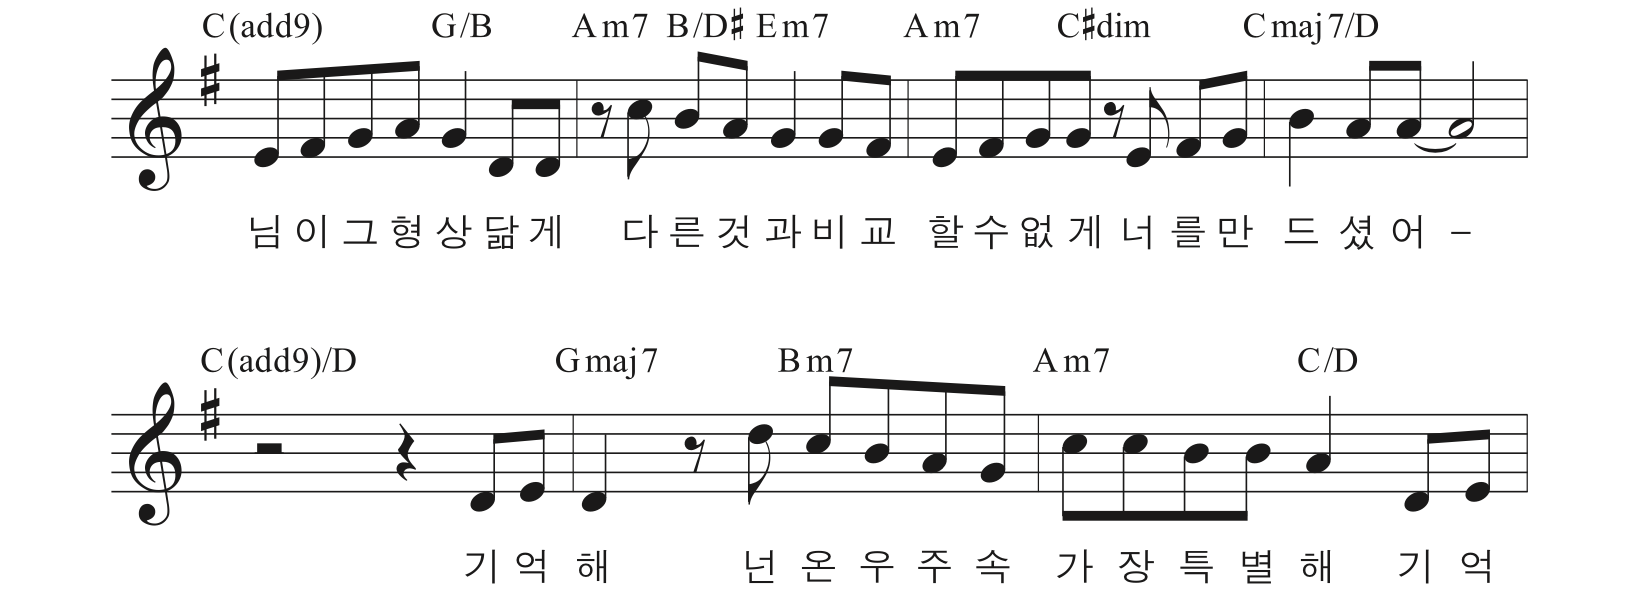 C(add9) G/B Am7 B/D♯ Em7 Am7 C♯dim Cmaj7/D
님이그형상닮게 다른것과비교 할수없게너를만드셨어–
C(add9)/D Gmaj7 Bm7 Am7 C/D
기억해 넌온우주속 가장특별해 기억